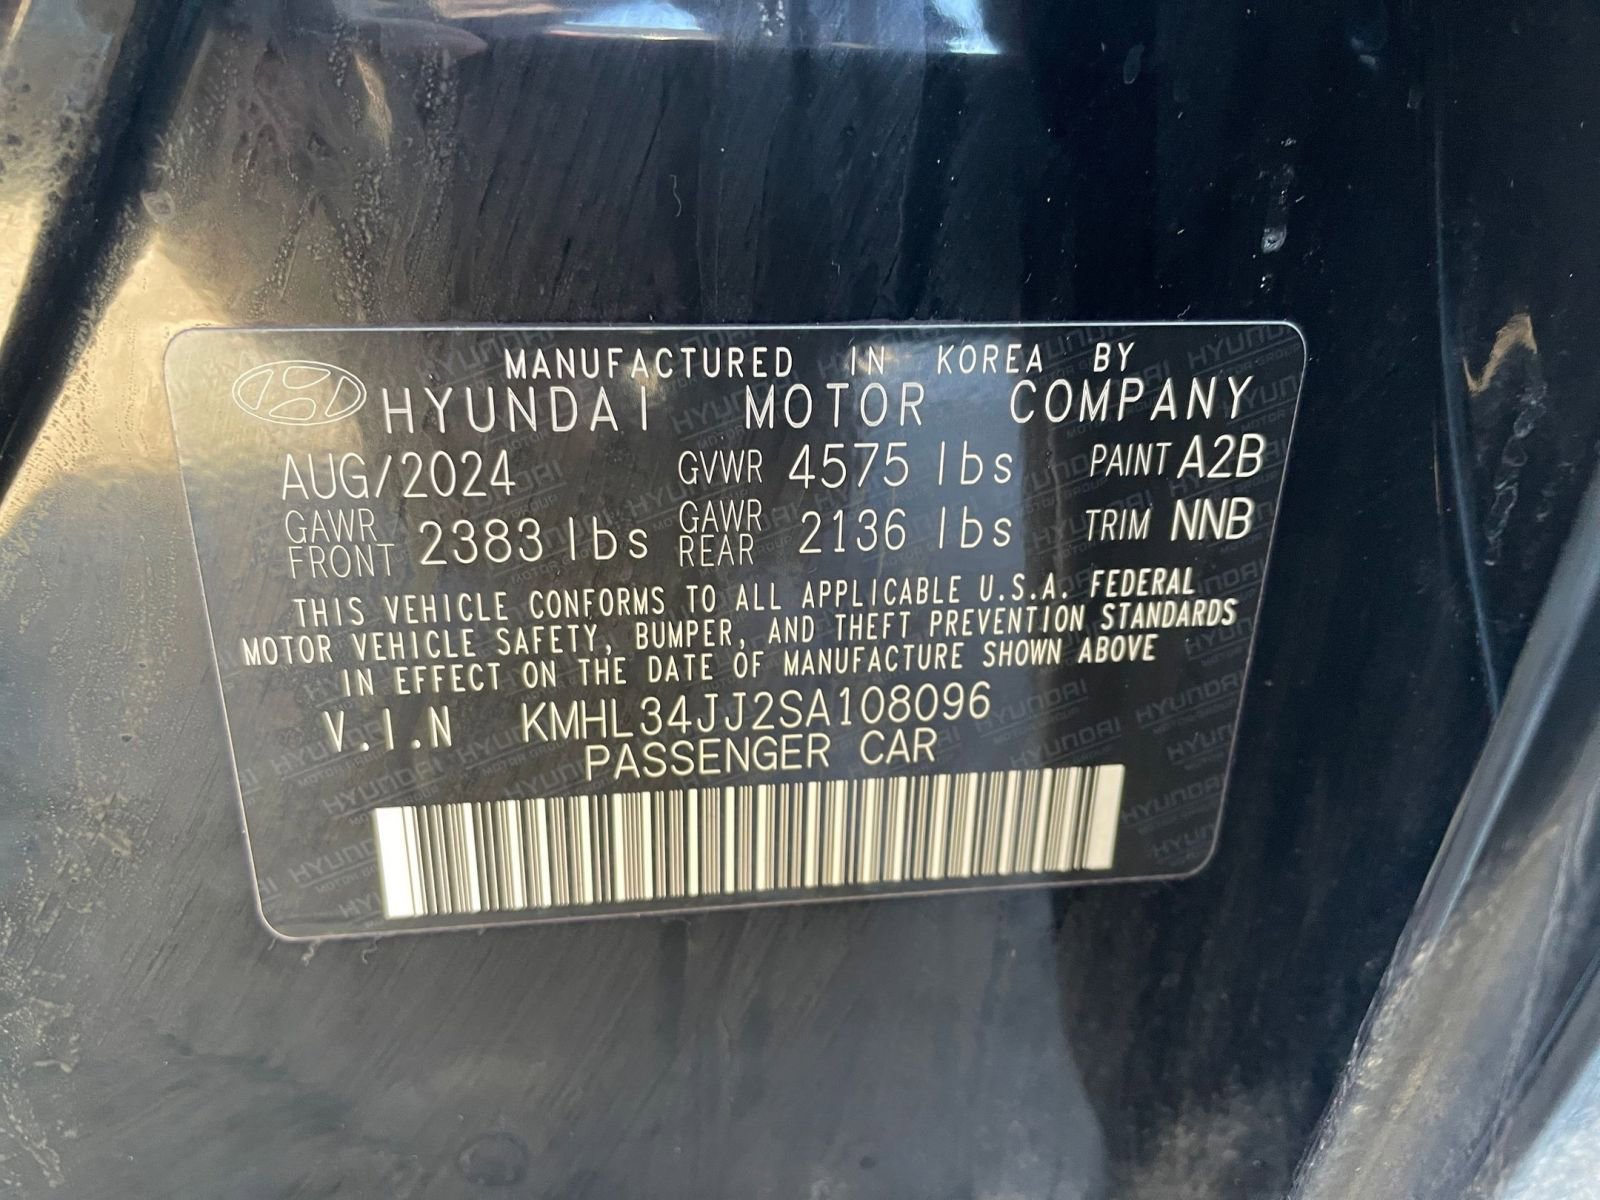 MANUFACTURED IN KOREA BY
HYUNDAI MOTOR COMPANY
AUG/2024 GVWR 4575 lbs PAINT A2B
GAWR FRONT 2383 lbs GAWR REAR 2136 lbs TRIM NNB
THIS VEHICLE CONFORMS TO ALL APPLICABLE U.S.A. FEDERAL
MOTOR VEHICLE SAFETY, BUMPER, AND THEFT PREVENTION STANDARDS
IN EFFECT ON THE DATE OF MANUFACTURE SHOWN ABOVE
V.I.N KMHL34JJ2SA108096
PASSENGER CAR